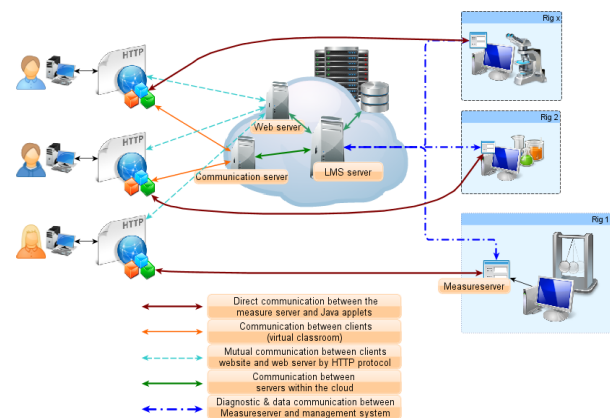 Rig x
HTTP
Web server
Rig 2
HTTP
LMS server
Communication server
HTTP
Rig 1
Measureserver
Direct communication between the
measure server and Java applets
Communication between clients
(virtual classroom)
Mutual communication between clients
website and web server by HTTP protocol
Communication between
servers within the cloud
Diagnostic & data communication between
Measureserver and management system